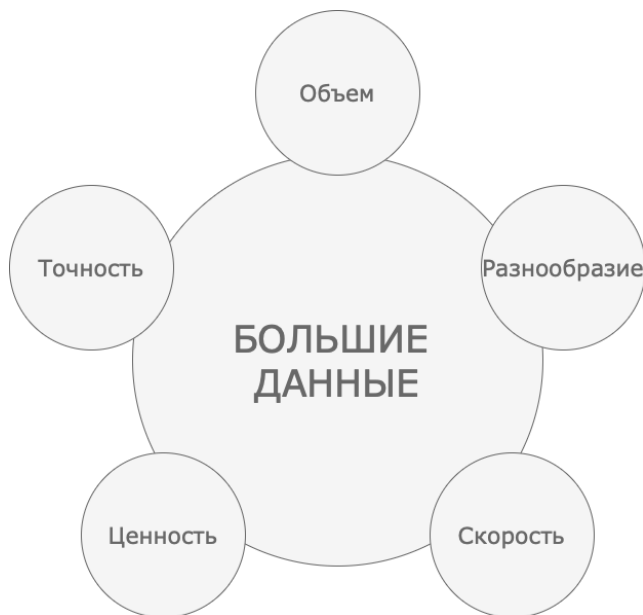 Объем
Точность
Разнообразие
БОЛЬШИЕ
ДАННЫЕ
Ценность
Скорость